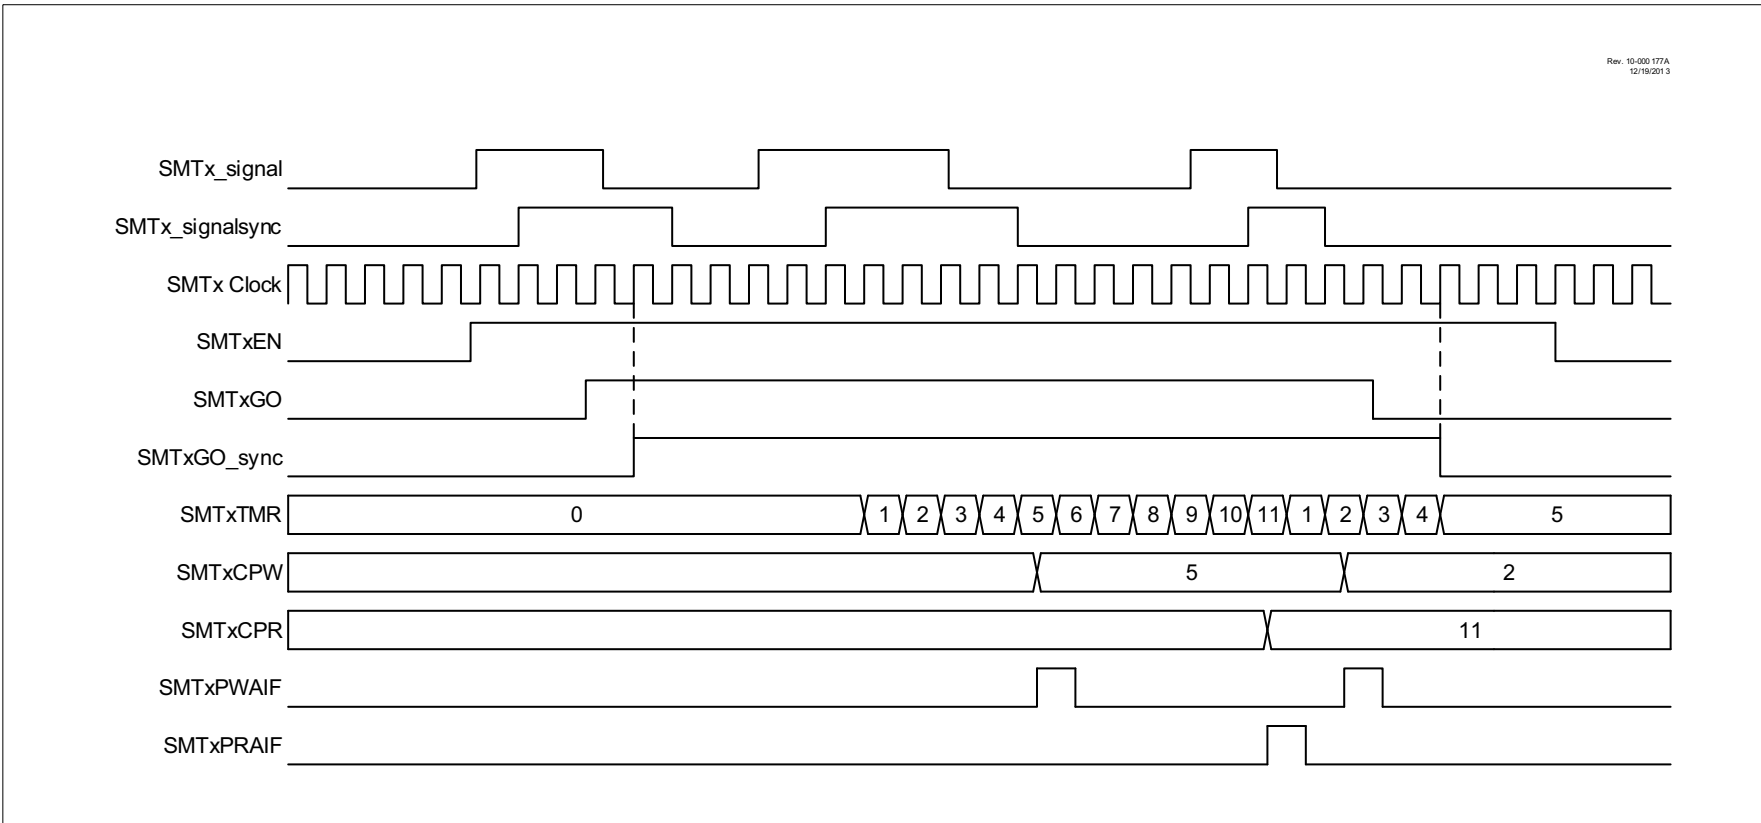 Rev. 10-000 177A
12/19/201 3
SMTx_signal
SMTx_signalsync
SMTx Clock
SMTxEN
SMTxGO
SMTxGO_sync
SMTxTMR 0 1 2 3 4 5 6 7 8 9 10 11 1 2 3 4 5
SMTxCPW 5 2
SMTxCPR 11
SMTxPWAIF
SMTxPRAIF